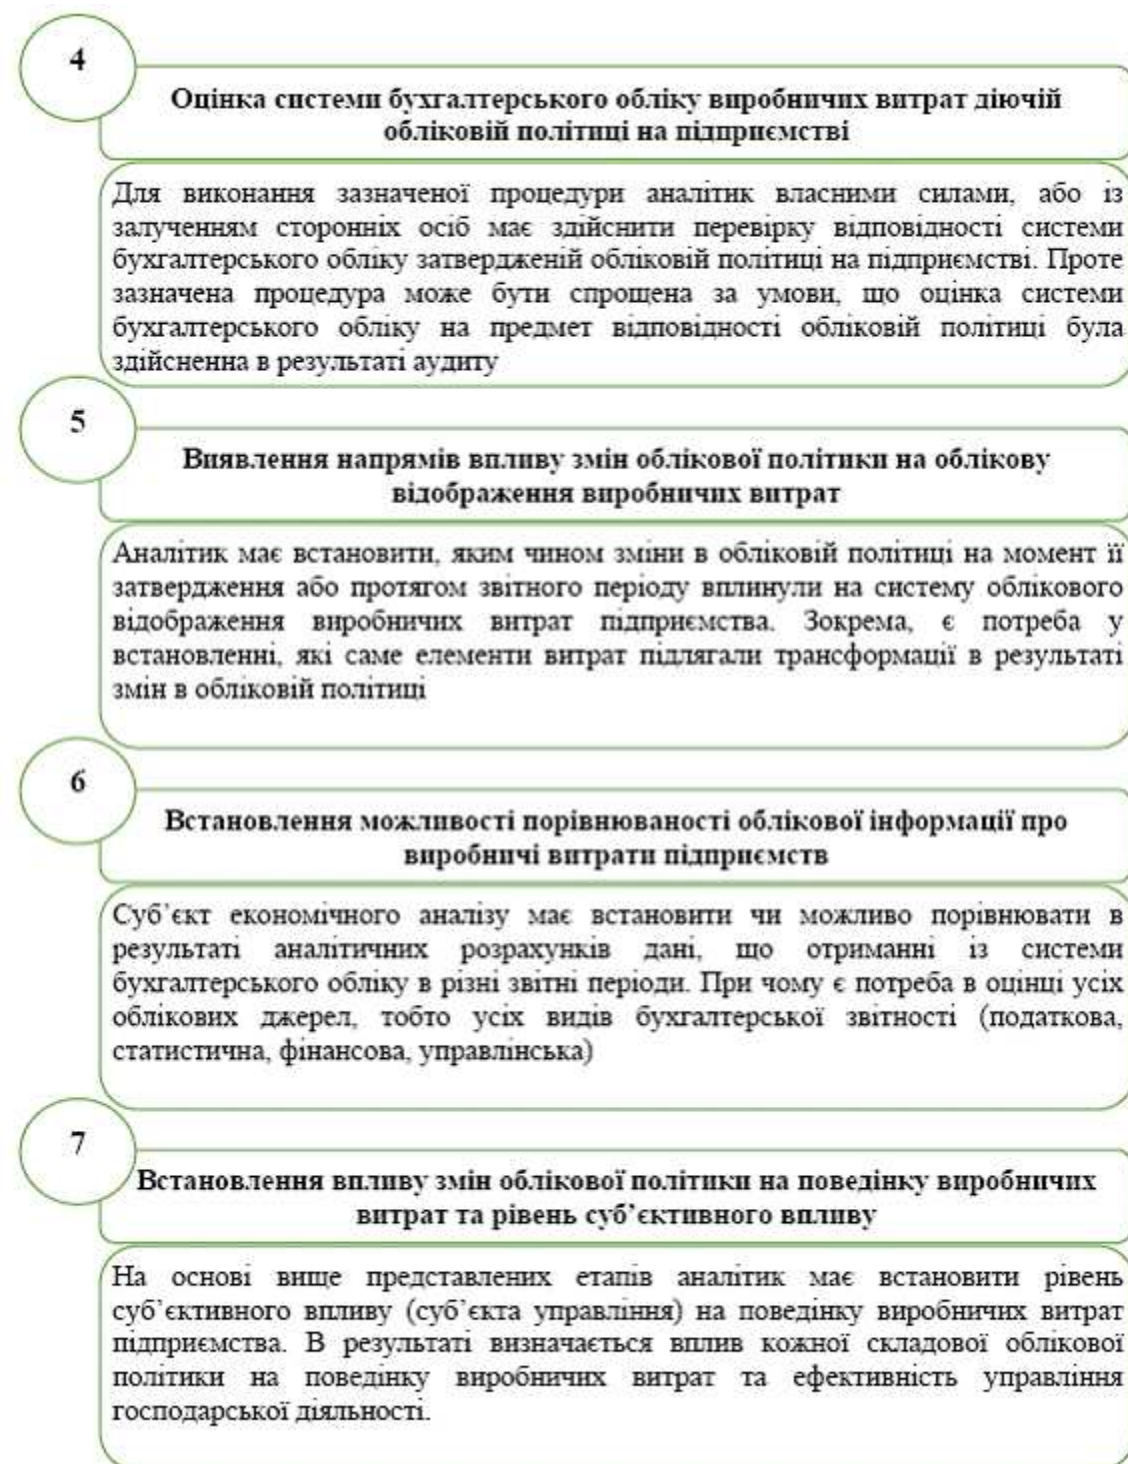 4
Оцінка системи бухгалтерського обліку виробничих витрат діючій
обліковій політиці на підприємстві
Для виконання зазначеної процедури аналітик власними силами, або із
залученням сторонніх осіб має здійснити перевірку відповідності системи
бухгалтерського обліку затвердженій обліковій політиці на підприємстві. Проте
зазначена процедура може бути спрощена за умови, що оцінка системи
бухгалтерського обліку на предмет відповідності обліковій політиці була
здійсненна в результаті аудиту
5
Виявлення напрямів впливу змін облікової політики на облікову
відображення виробничих витрат
Аналітик має встановити, яким чином зміни в обліковій політиці на момент її
затвердження або протягом звітного періоду вплинули на систему облікового
відображення виробничих витрат підприємства. Зокрема, є потреба у
встановленні, які саме елементи витрат підлягали трансформації в результаті
змін в обліковій політиці
6
Встановлення можливості порівнюваності облікової інформації про
виробничі витрати підприємств
Суб’єкт економічного аналізу має встановити чи можливо порівнювати в
результаті аналітичних розрахунків дані, що отриманні із системи
бухгалтерського обліку в різні звітні періоди. При чому є потреба в оцінці усіх
облікових джерел, тобто усіх видів бухгалтерської звітності (податкова,
статистична, фінансова, управлінська)
7
Встановлення впливу змін облікової політики на поведінку виробничих
витрат та рівень суб’єктивного впливу
На основі вище представлених етапів аналітик має встановити рівень
суб’єктивного впливу (суб’єкта управління) на поведінку виробничих витрат
підприємства. В результаті визначається вплив кожної складової облікової
політики на поведінку виробничих витрат та ефективність управління
господарської діяльності.